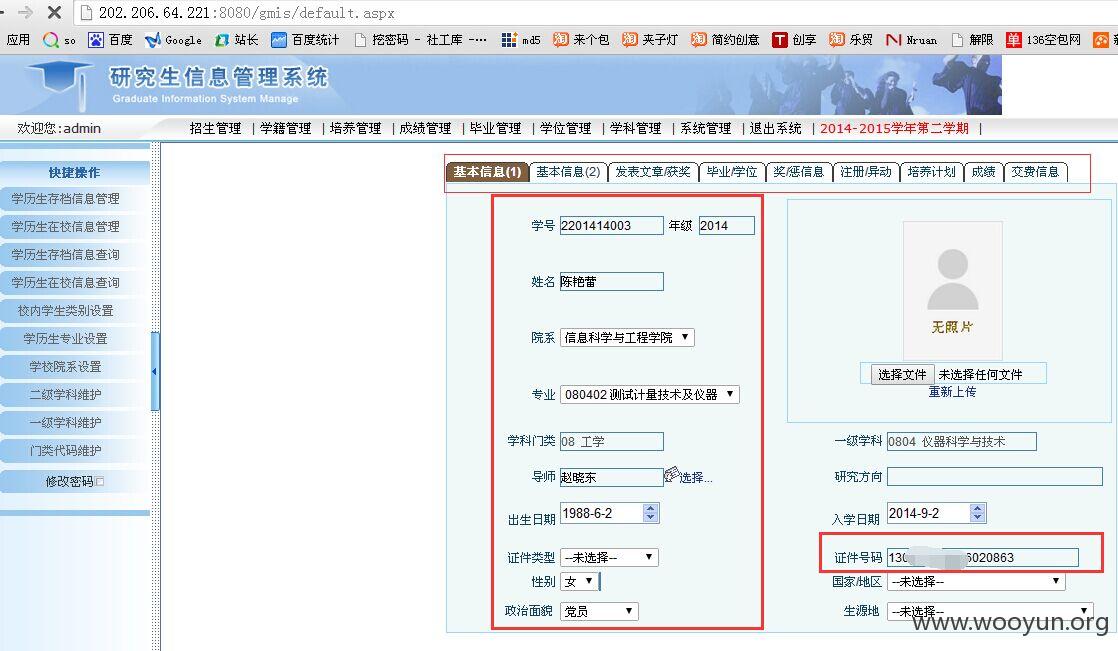 202.206.64.221:8080/gmis/default.aspx
应用 so 百度 Google 站长 百度统计 挖密码 - 社工库 -… md5 来个包 夹子灯 简约创意 创享 乐贸 Nruan 解限 136空包网
研究生信息管理系统
Graduate Information System Manage
欢迎您:admin 招生管理 | 学籍管理 | 培养管理 | 成绩管理 | 毕业管理 | 学位管理 | 学科管理 | 系统管理 | 退出系统 | 2014-2015学年第二学期 |
快捷操作
学历生存档信息管理
学历生在校信息管理
学历生存档信息查询
学历生在校信息查询
校内学生类别设置
学历生专业设置
学校院系设置
二级学科维护
一级学科维护
门类代码维护
修改密码
基本信息(1) 基本信息(2) 发表文章/获奖 毕业/学位 奖/惩信息 注册/异动 培养计划 成绩 交费信息
学号 2201414003 年级 2014
姓名 陈艳蕾
院系 信息科学与工程学院
专业 080402 测试计量技术及仪器
无照片
选择文件 未选择任何文件
重新上传
学科门类 08 工学 一级学科 0804 仪器科学与技术
导师 赵晓东 选择... 研究方向
出生日期 1988-6-2 入学日期 2014-9-2
证件类型 --未选择-- 证件号码 130 6020863
性别 女 国家/地区 --未选择--
政治面貌 党员 生源地 --未选择--
www.wooyun.org